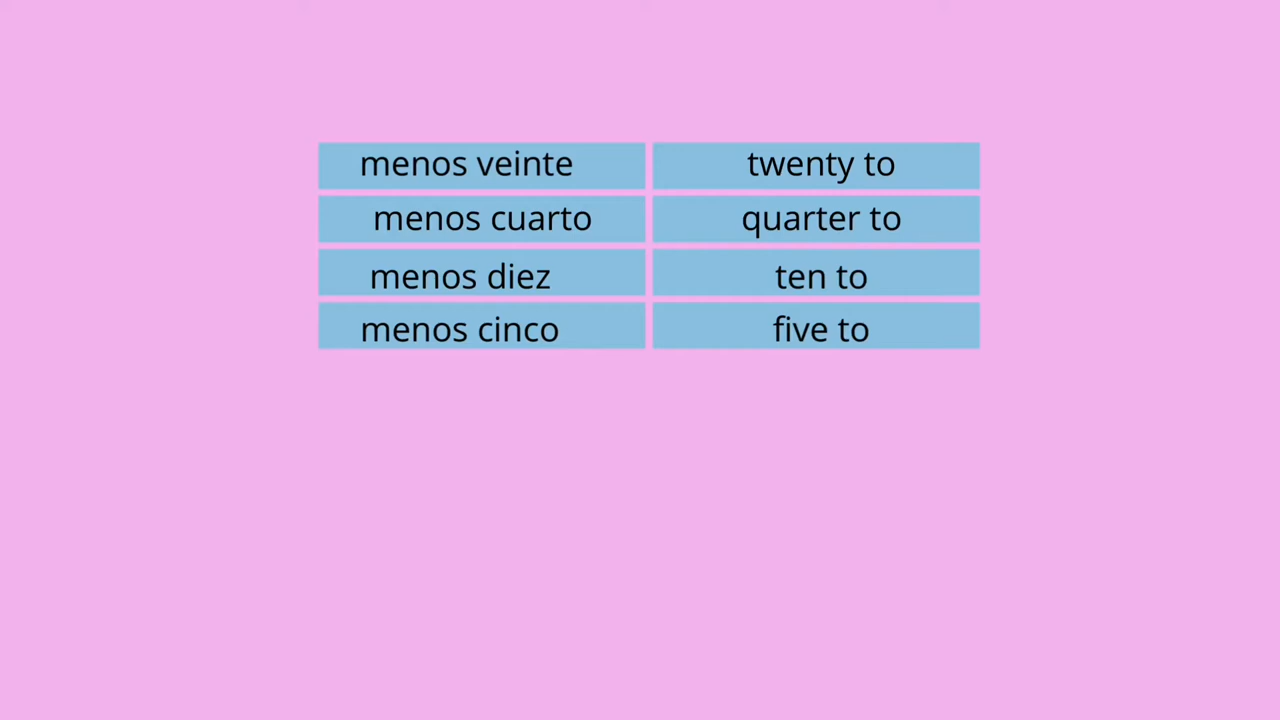 menos veinte twenty to
menos cuarto quarter to
menos diez ten to
menos cinco five to